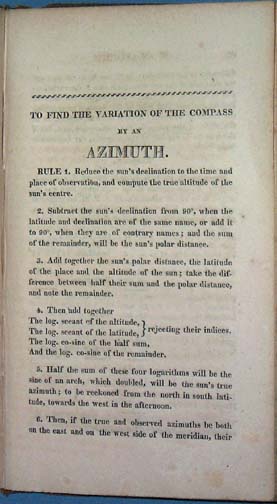 TO FIND THE VARIATION OF THE COMPASS
BY AN
AZIMUTH.
RULE 1. Reduce the sun's declination to the time and
place of observation, and compute the true altitude of the
sun's centre.
2. Subtract the sun's declination from 90°, when the
latitude and declination are of the same name, or add it
to 90°, when they are of contrary names; and the sum
of the remainder, will be the sun's polar distance.
3. Add together the sun's polar distance, the latitude
of the place and the altitude of the sun; take the dif-
ference between half their sum and the polar distance,
and note the remainder.
4. Then add together
The log. secant of the altitude,
The log. secant of the latitude, } rejecting their indices.
The log. co-sine of the half sum,
And the log. co-sine of the remainder.
5. Half the sum of these four logarithms will be the
sine of an arch, which doubled, will be the sun's true
azimuth; to be reckoned from the north in south lati-
tude, towards the west in the afternoon.
6. Then, if the true and observed azimuths be both
on the east and on the west side of the meridian, their